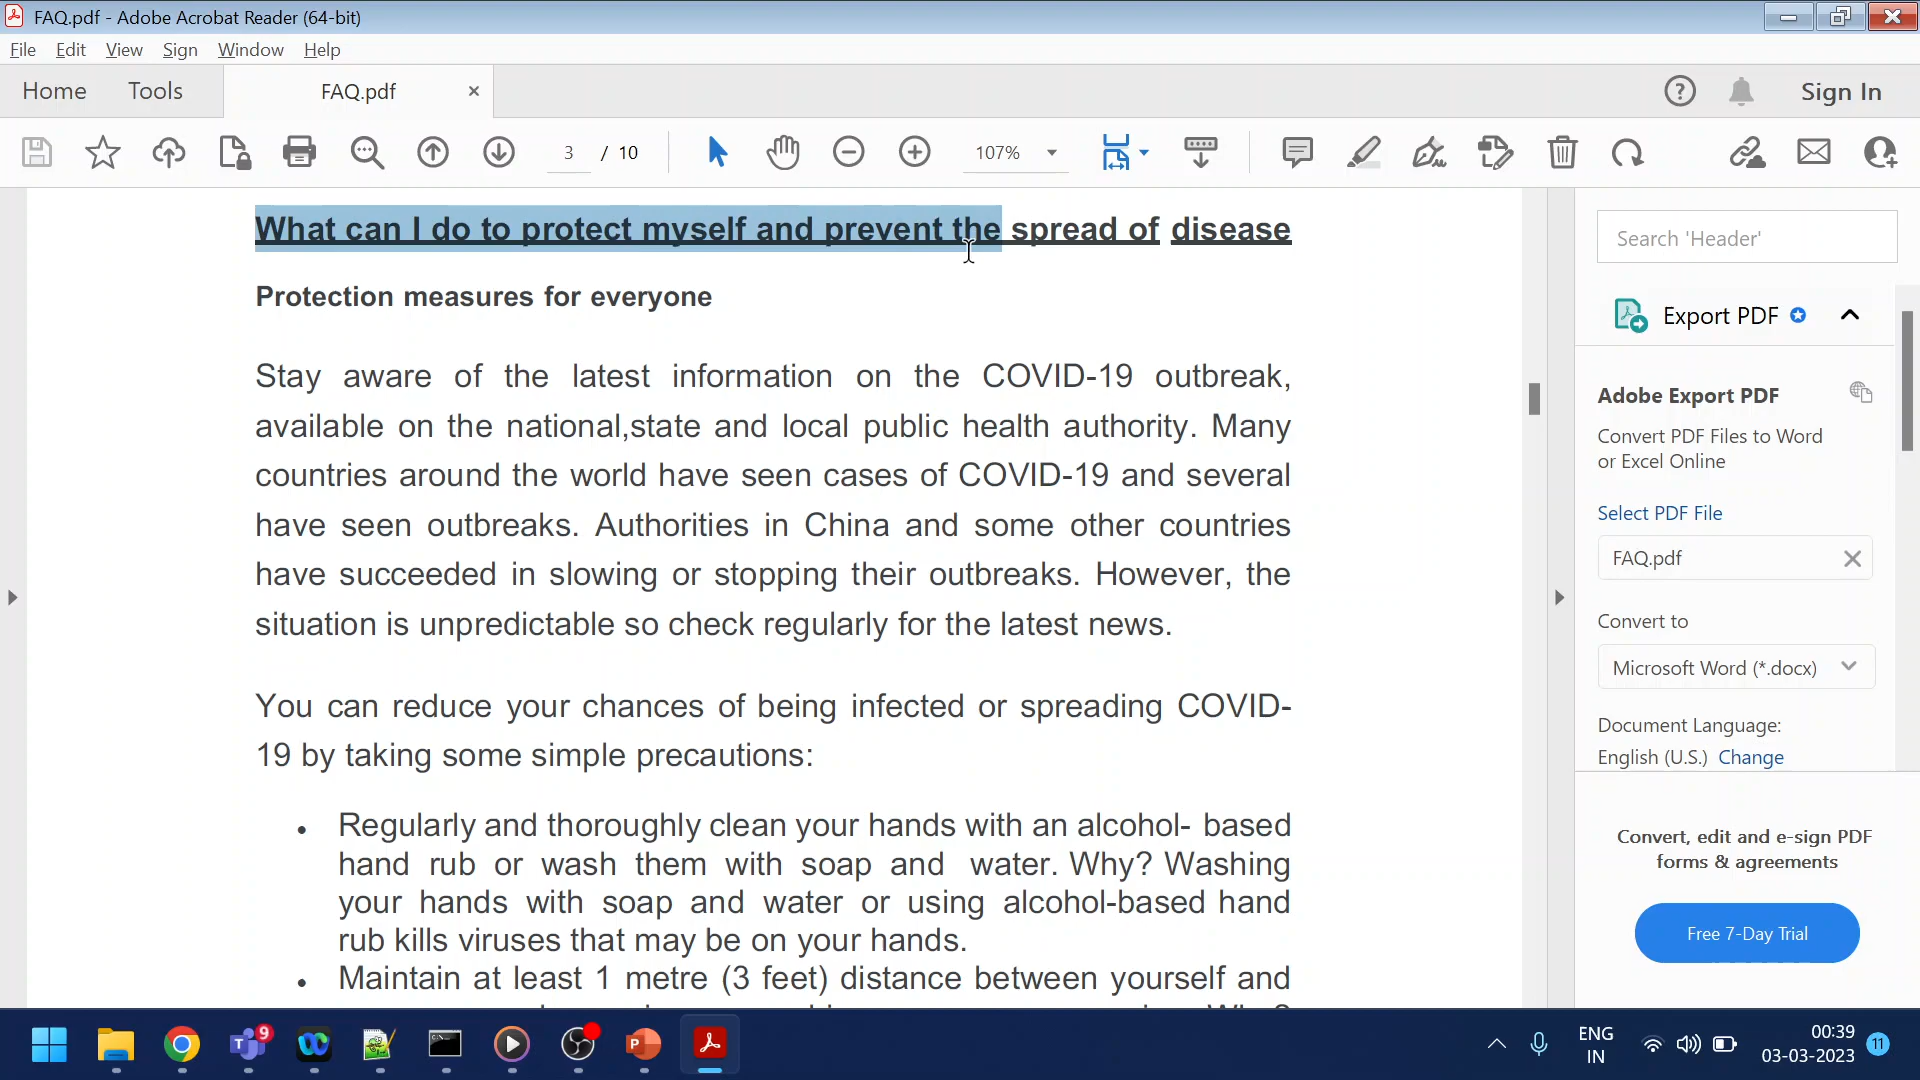 FAQ.pdf - Adobe Acrobat Reader (64-bit)
File Edit View Sign Window Help
Home Tools FAQ.pdf × Sign In
3 / 10 107%
What can I do to protect myself and prevent the spread of disease
Protection measures for everyone
Stay aware of the latest information on the COVID-19 outbreak,
available on the national,state and local public health authority. Many
countries around the world have seen cases of COVID-19 and several
have seen outbreaks. Authorities in China and some other countries
have succeeded in slowing or stopping their outbreaks. However, the
situation is unpredictable so check regularly for the latest news.
You can reduce your chances of being infected or spreading COVID-
19 by taking some simple precautions:
• Regularly and thoroughly clean your hands with an alcohol- based
hand rub or wash them with soap and water. Why? Washing
your hands with soap and water or using alcohol-based hand
rub kills viruses that may be on your hands.
• Maintain at least 1 metre (3 feet) distance between yourself and
Search 'Header'
Export PDF
Adobe Export PDF
Convert PDF Files to Word
or Excel Online
Select PDF File
FAQ.pdf
Convert to
Microsoft Word (*.docx)
Document Language:
English (U.S.) Change
Convert, edit and e-sign PDF
forms & agreements
Free 7-Day Trial
9
ENG
IN
00:39
03-03-2023
11